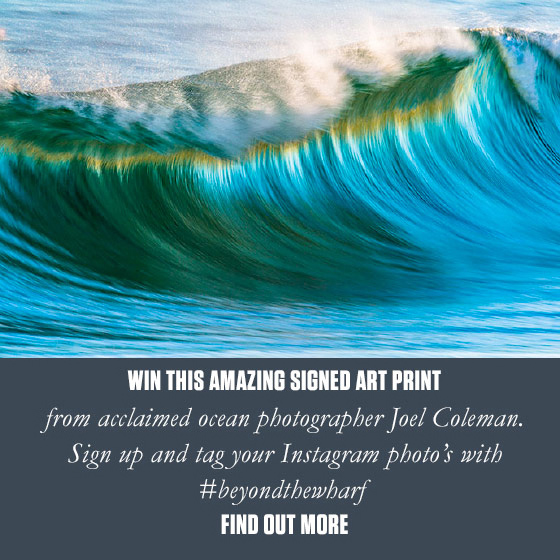 WIN THIS AMAZING SIGNED ART PRINT
from acclaimed ocean photographer Joel Coleman.
Sign up and tag your Instagram photo's with
#beyondthewharf
FIND OUT MORE